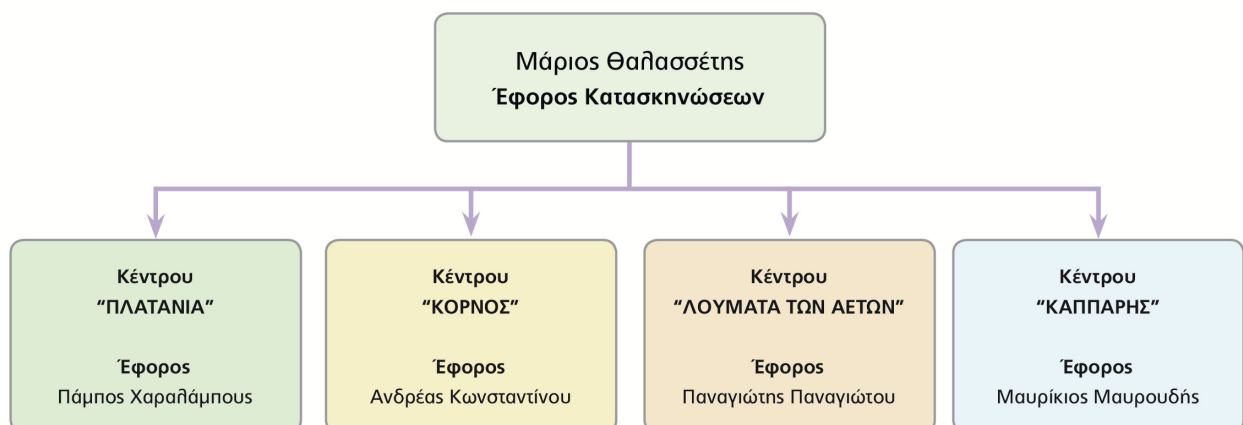 Μάριος Θαλασσέτης
Έφορος Κατασκηνώσεων
Κέντρου
“ΠΛΑΤΑΝΙΑ”
Έφορος
Πάμπος Χαραλάμπους
Κέντρου
“ΚΟΡΝΟΣ”
Έφορος
Ανδρέας Κωνσταντίνου
Κέντρου
“ΛΟΥΜΑΤΑ ΤΩΝ ΑΕΤΩΝ”
Έφορος
Παναγιώτης Παναγιώτου
Κέντρου
“ΚΑΠΠΑΡΗΣ”
Έφορος
Μαυρίκιος Μαυρουδής